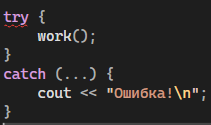 try {
    work();
}
catch (...) {
    cout << "Ошибка!\n";
}